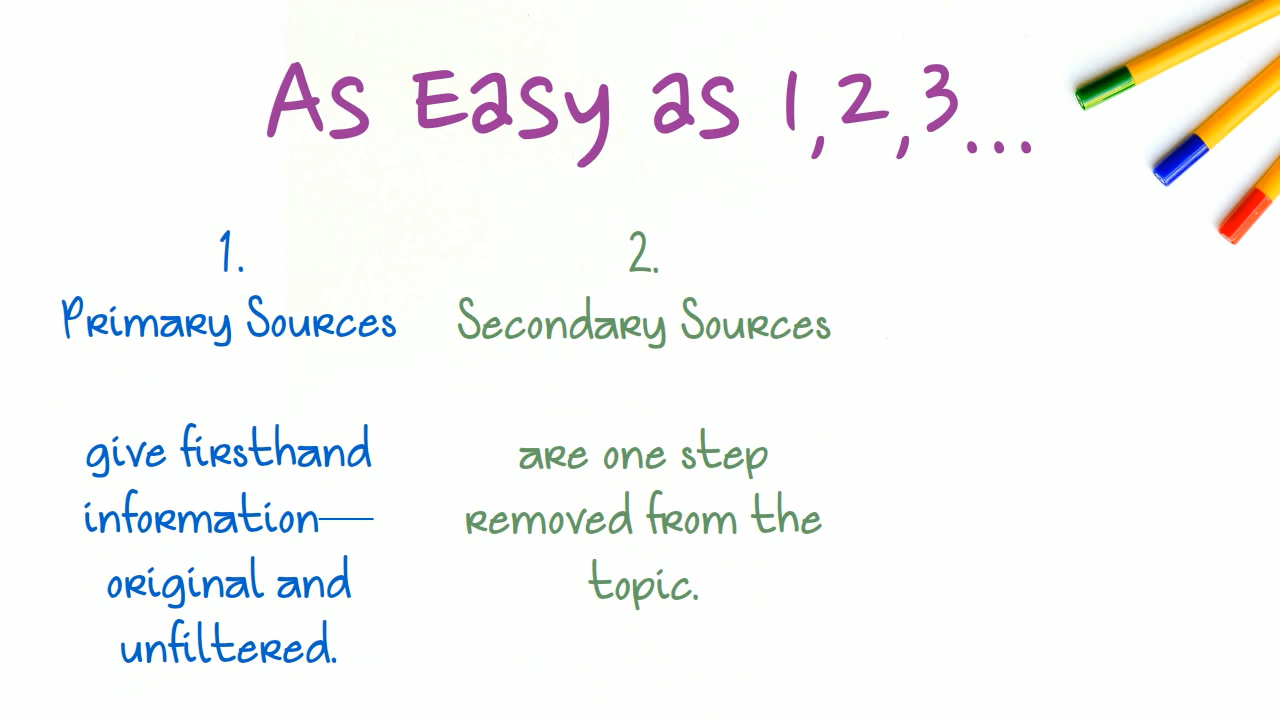 As Easy as 1,2,3...
1.
Primary Sources
give firsthand
information—
original and
unfiltered.
2.
Secondary Sources
are one step
removed from the
topic.